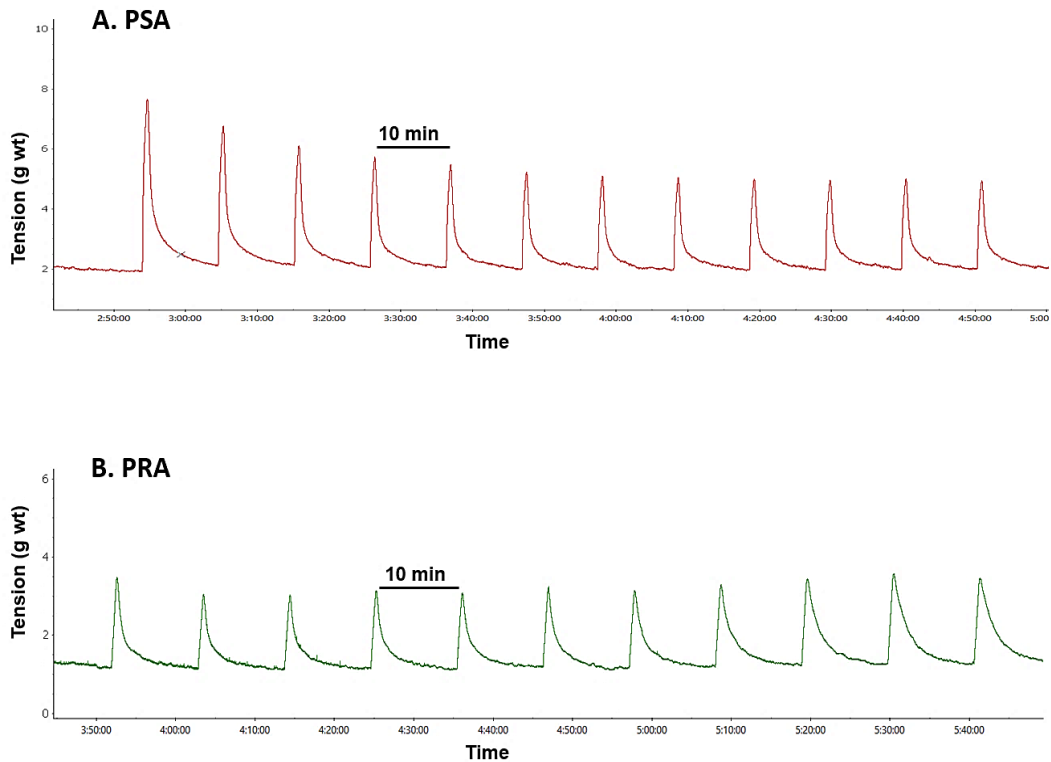 A. PSA
10
8
6
4
2
Tension (g wt)
10 min
2:50:00 3:00:00 3:10:00 3:20:00 3:30:00 3:40:00 3:50:00 4:00:00 4:10:00 4:20:00 4:30:00 4:40:00 4:50:00 5:00
Time
B. PRA
6
4
2
0
Tension (g wt)
10 min
3:50:00 4:00:00 4:10:00 4:20:00 4:30:00 4:40:00 4:50:00 5:00:00 5:10:00 5:20:00 5:30:00 5:40:00
Time